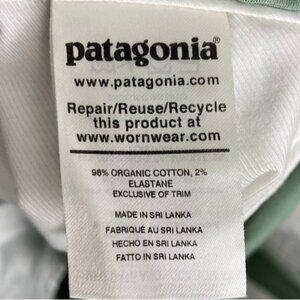 patagonia®
www.patagonia.com
Repair/Reuse/Recycle
this product at
www.wornwear.com
98% ORGANIC COTTON, 2%
ELASTANE
EXCLUSIVE OF TRIM
MADE IN SRI LANKA
FABRIQUÉ AU SRI LANKA
HECHO EN SRI LANKA
FATTO IN SRI LANKA